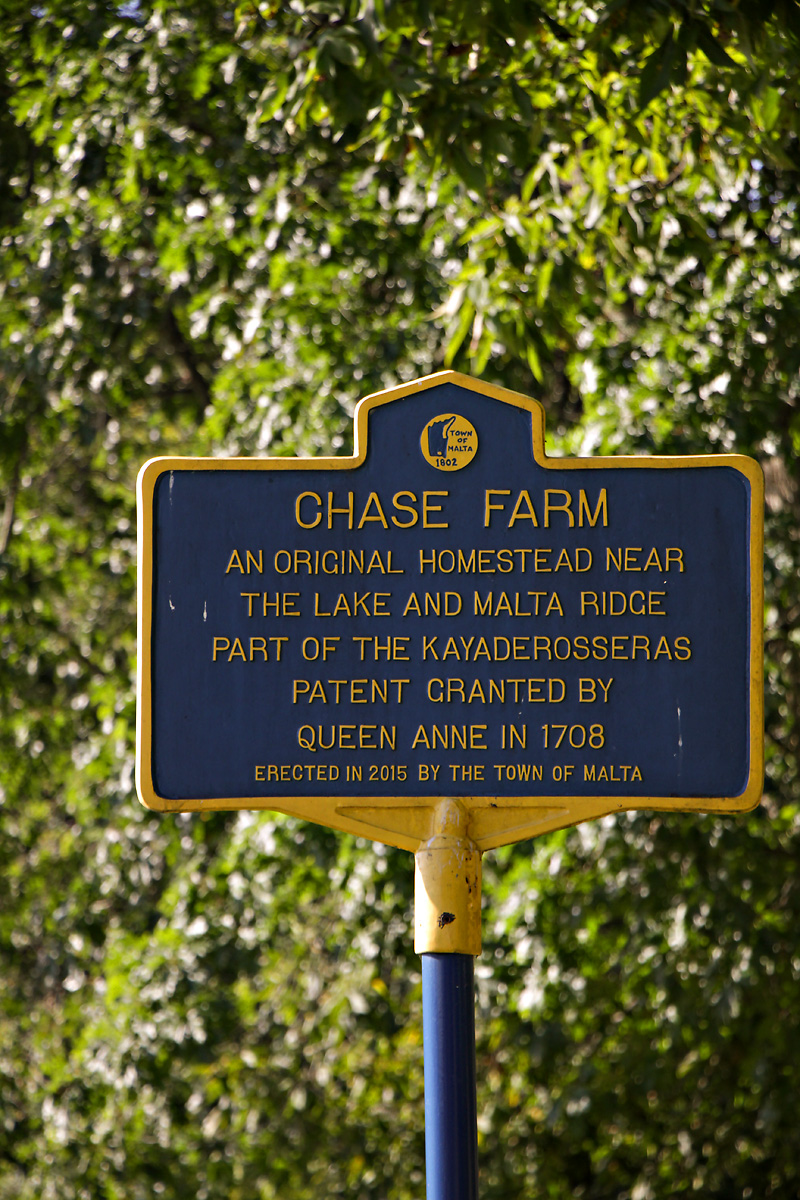 TOWN
OF
MALTA
1802
CHASE FARM
AN ORIGINAL HOMESTEAD NEAR
THE LAKE AND MALTA RIDGE
PART OF THE KAYADEROSSERAS
PATENT GRANTED BY
QUEEN ANNE IN 1708
ERECTED IN 2015 BY THE TOWN OF MALTA